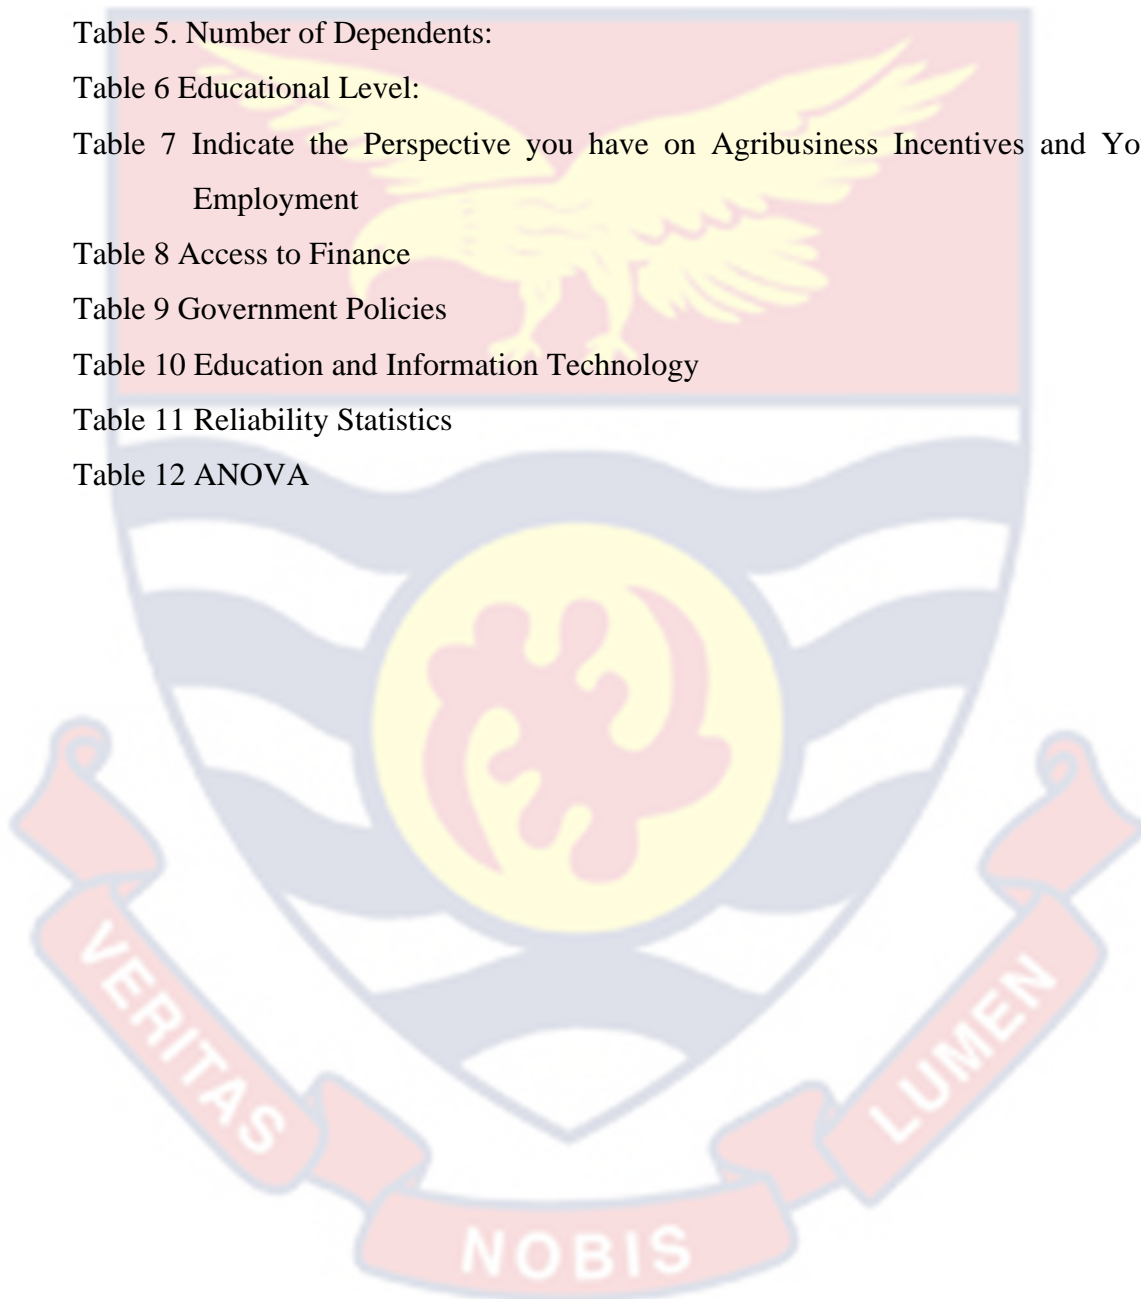 Table 5. Number of Dependents:
Table 6 Educational Level:
Table 7 Indicate the Perspective you have on Agribusiness Incentives and Yo
Employment
Table 8 Access to Finance
Table 9 Government Policies
Table 10 Education and Information Technology
Table 11 Reliability Statistics
Table 12 ANOVA
VERITAS
NOBIS
LUMEN